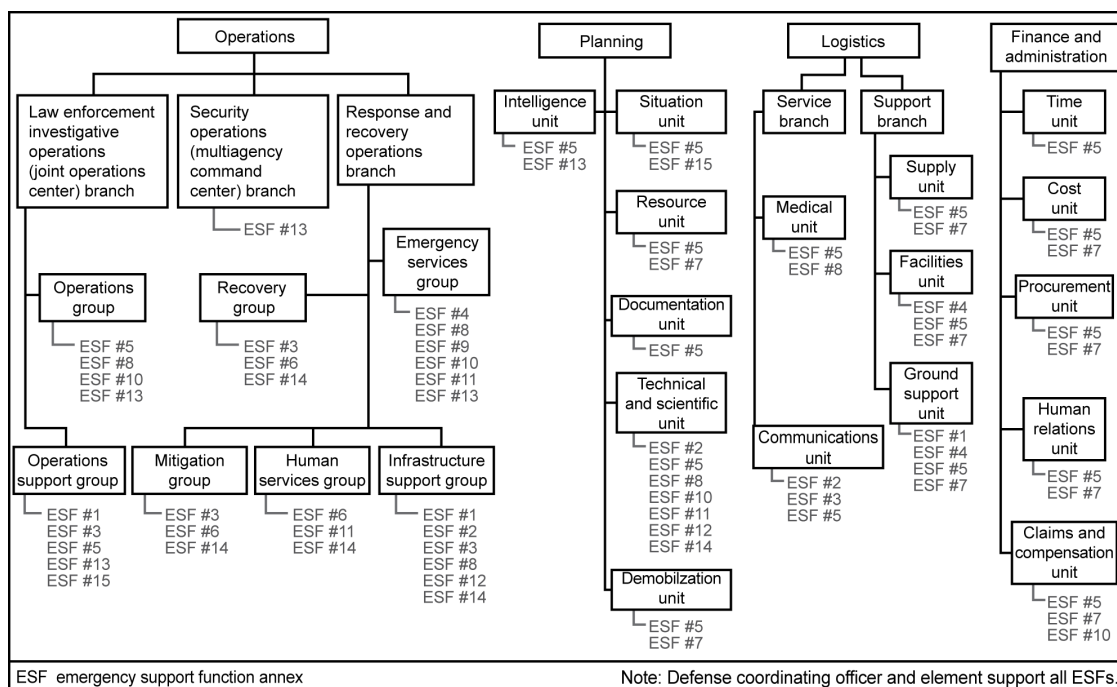 Operations
Law enforcement
investigative
operations
(joint operations
center) branch
Security
operations
(multiagency
command
center) branch
ESF #13
Response and
recovery
operations
branch
Operations
group
ESF #5
ESF #8
ESF #10
ESF #13
Recovery
group
ESF #3
ESF #6
ESF #14
Emergency
services
group
ESF #4
ESF #8
ESF #9
ESF #10
ESF #11
ESF #13
Operations
support group
ESF #1
ESF #3
ESF #5
ESF #13
ESF #15
Mitigation
group
ESF #3
ESF #6
ESF #14
Human
services group
ESF #6
ESF #11
ESF #14
Infrastructure
support group
ESF #1
ESF #2
ESF #3
ESF #8
ESF #12
ESF #14
Planning
Intelligence
unit
ESF #5
ESF #13
Situation
unit
ESF #5
ESF #15
Resource
unit
ESF #5
ESF #7
Documentation
unit
ESF #5
Technical
and scientific
unit
ESF #2
ESF #5
ESF #8
ESF #10
ESF #11
ESF #12
ESF #14
Demobilzation
unit
ESF #5
ESF #7
Logistics
Service
branch
Medical
unit
ESF #5
ESF #8
Communications
unit
ESF #2
ESF #3
ESF #5
Support
branch
Supply
unit
ESF #5
ESF #7
Facilities
unit
ESF #4
ESF #5
ESF #7
Ground
support
unit
ESF #1
ESF #4
ESF #5
ESF #7
Finance and
administration
Time
unit
ESF #5
Cost
unit
ESF #5
ESF #7
Procurement
unit
ESF #5
ESF #7
Human
relations
unit
ESF #5
ESF #7
Claims and
compensation
unit
ESF #5
ESF #7
ESF #10
ESF emergency support function annex
Note: Defense coordinating officer and element support all ESFs.